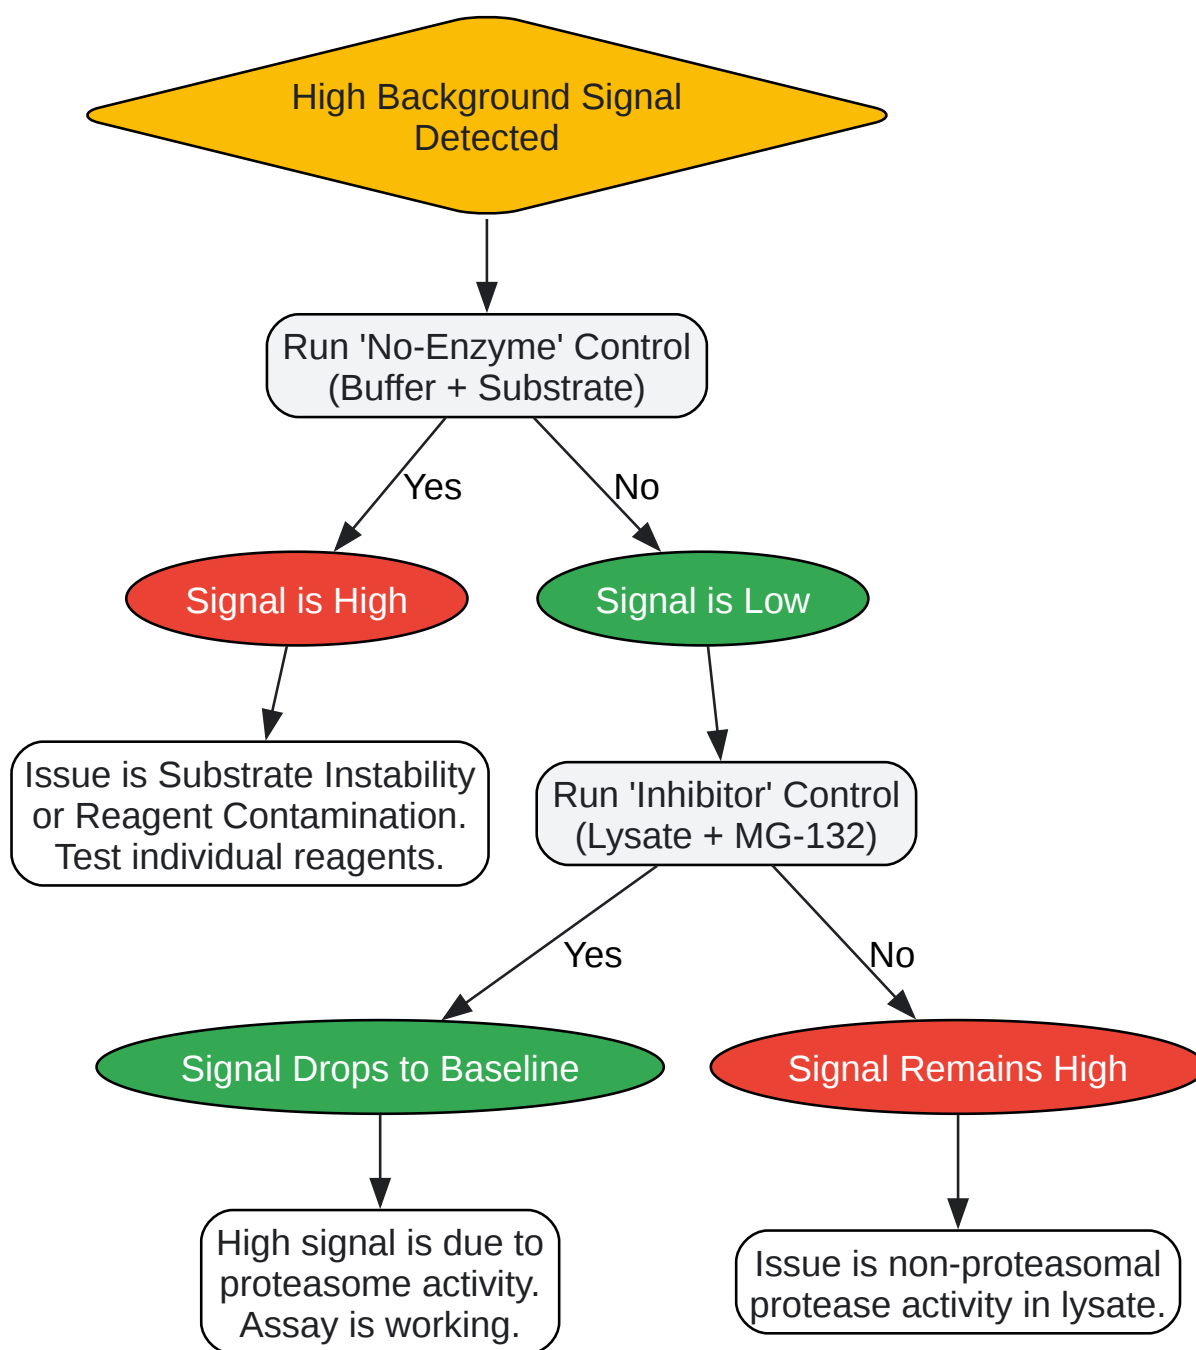 High Background Signal
Detected
Run 'No-Enzyme' Control
(Buffer + Substrate)
Yes
No
Signal is High
Signal is Low
Issue is Substrate Instability
or Reagent Contamination.
Test individual reagents.
Run 'Inhibitor' Control
(Lysate + MG-132)
Yes
No
Signal Drops to Baseline
Signal Remains High
High signal is due to
proteasome activity.
Assay is working.
Issue is non-proteasomal
protease activity in lysate.